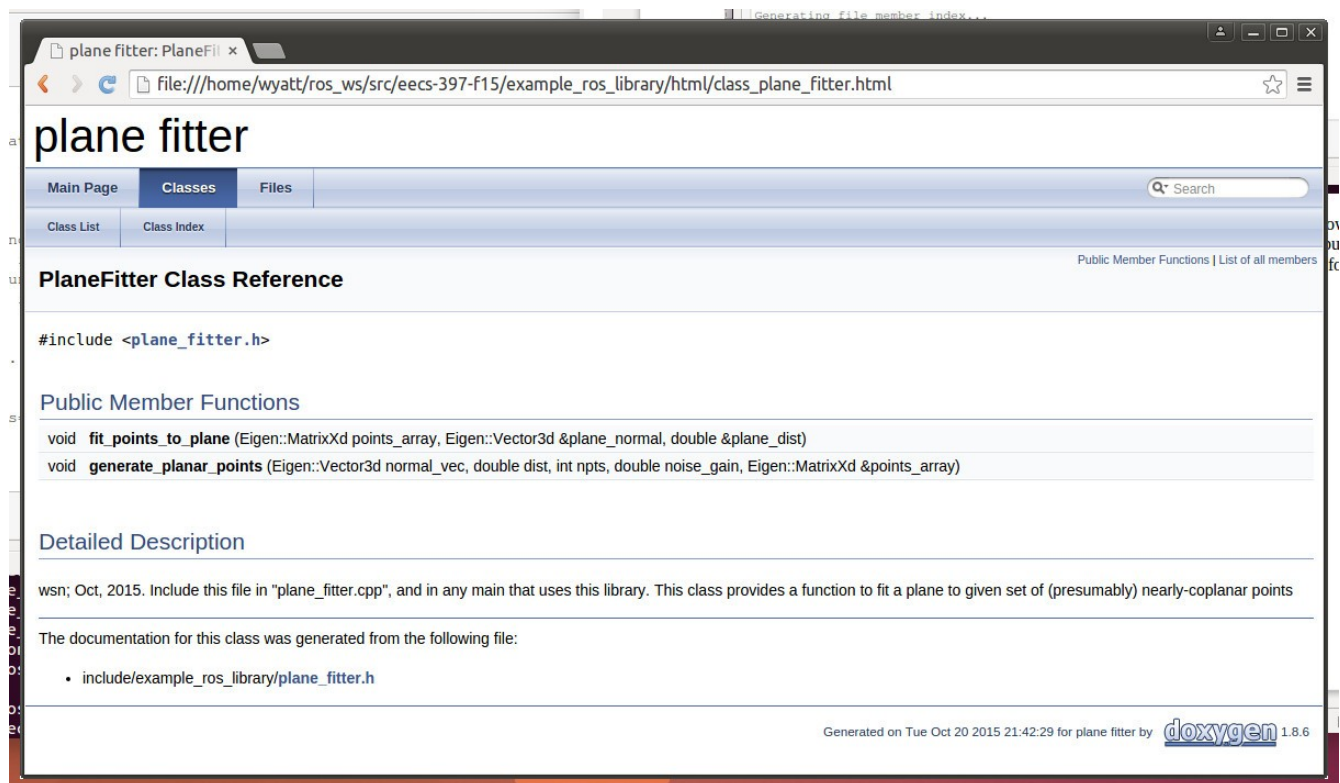 Generating file member index...
plane fitter: PlaneFi
file:///home/wyatt/ros_ws/src/eecs-397-f15/example_ros_library/html/class_plane_fitter.html
plane fitter
Main Page Classes Files Search
Class List Class Index
Public Member Functions | List of all members
PlaneFitter Class Reference
#include <plane_fitter.h>
Public Member Functions
void fit_points_to_plane (Eigen::MatrixXd points_array, Eigen::Vector3d &plane_normal, double &plane_dist)
void generate_planar_points (Eigen::Vector3d normal_vec, double dist, int npts, double noise_gain, Eigen::MatrixXd &points_array)
Detailed Description
wsn; Oct, 2015. Include this file in "plane_fitter.cpp", and in any main that uses this library. This class provides a function to fit a plane to given set of (presumably) nearly-coplanar points
The documentation for this class was generated from the following file:
• include/example_ros_library/plane_fitter.h
Generated on Tue Oct 20 2015 21:42:29 for plane fitter by doxygen 1.8.6